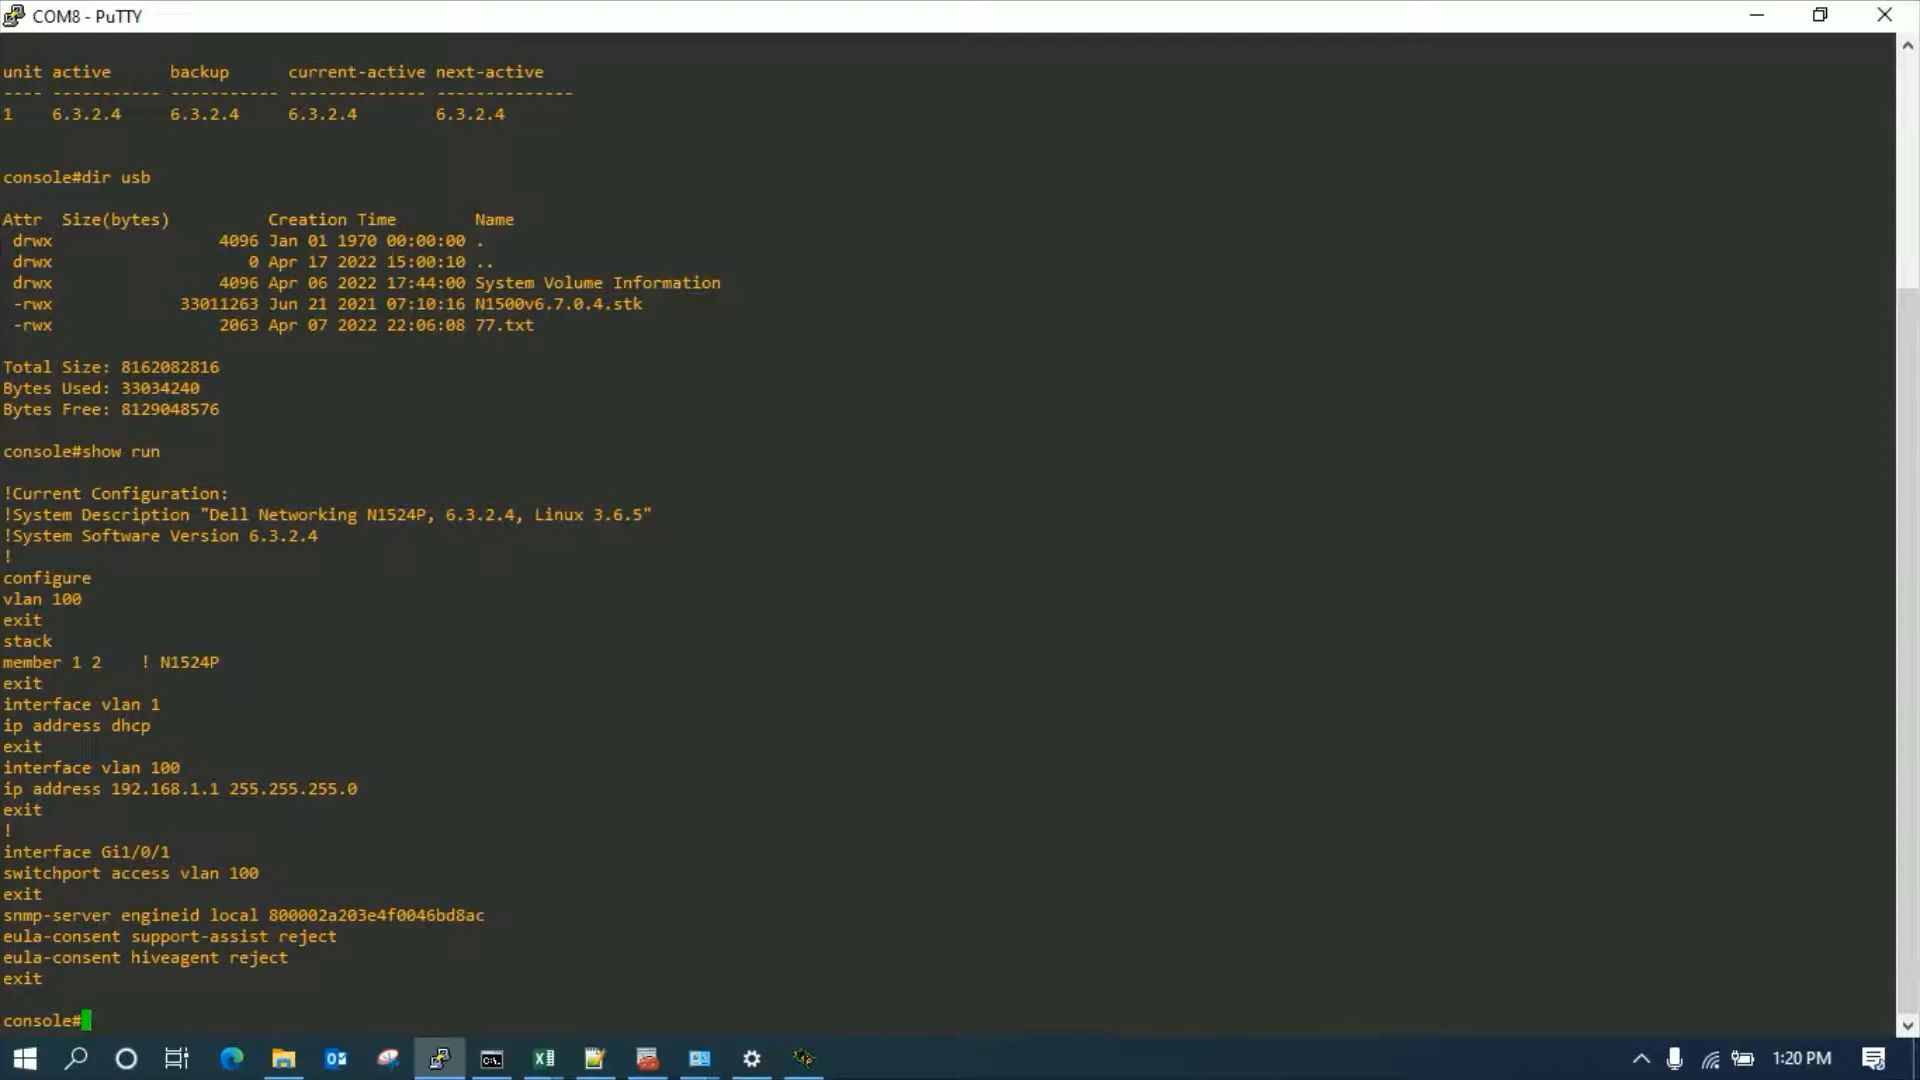 COM8 - PuTTY
unit active      backup      current-active next-active
---- ----------- ----------- -------------- --------------
1    6.3.2.4     6.3.2.4     6.3.2.4        6.3.2.4
console#dir usb
Attr  Size(bytes)          Creation Time        Name
drwx                 4096 Jan 01 1970 00:00:00 .
drwx                    0 Apr 17 2022 15:00:10 ..
drwx                 4096 Apr 06 2022 17:44:00 System Volume Information
-rwx             33011263 Jun 21 2021 07:10:16 N1500v6.7.0.4.stk
-rwx                 2063 Apr 07 2022 22:06:08 77.txt
Total Size: 8162082816
Bytes Used: 33034240
Bytes Free: 8129048576
console#show run
!Current Configuration:
!System Description "Dell Networking N1524P, 6.3.2.4, Linux 3.6.5"
!System Software Version 6.3.2.4
!
configure
vlan 100
exit
stack
member 1 2    ! N1524P
exit
interface vlan 1
ip address dhcp
exit
interface vlan 100
ip address 192.168.1.1 255.255.255.0
exit
!
interface Gi1/0/1
switchport access vlan 100
exit
snmp-server engineid local 800002a203e4f0046bd8ac
eula-consent support-assist reject
eula-consent hiveagent reject
exit
console#
1:20 PM